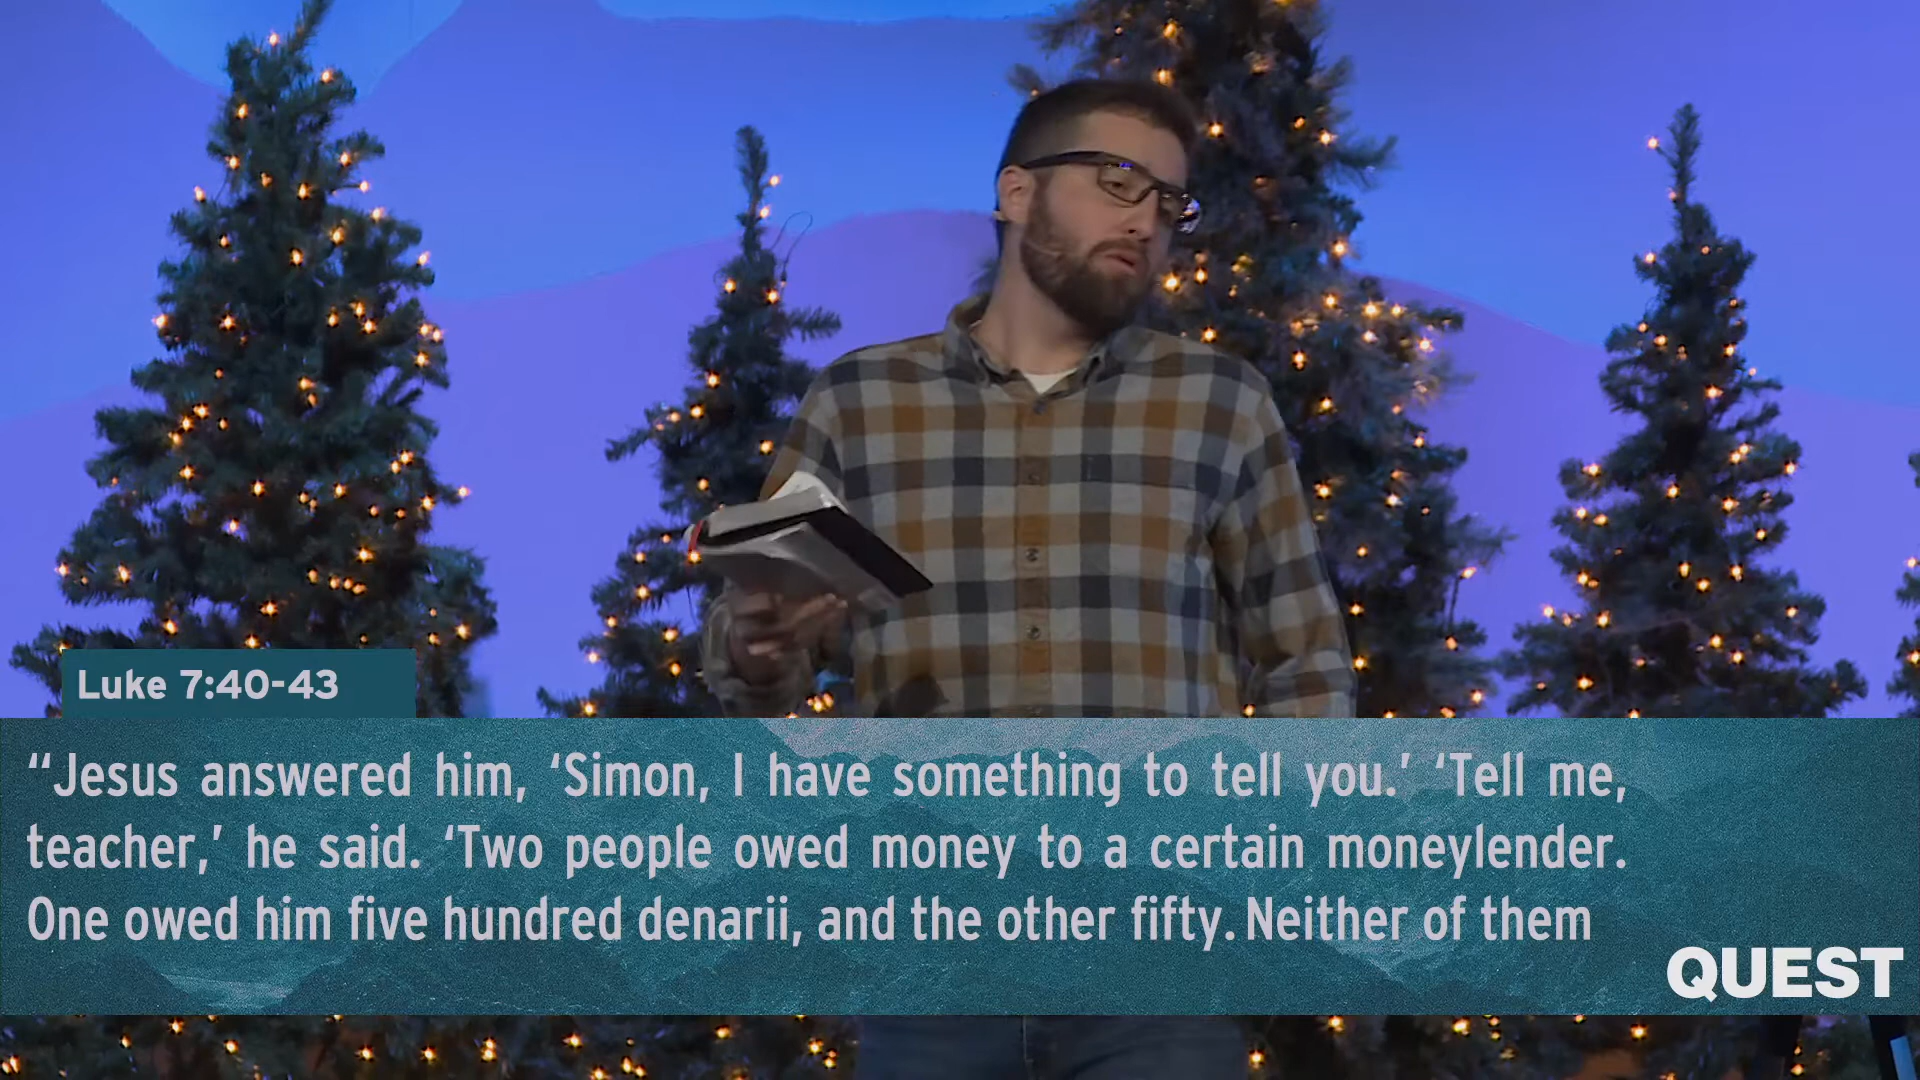 Luke 7:40-43
“Jesus answered him, ‘Simon, I have something to tell you.’ ‘Tell me,
teacher,’ he said. ‘Two people owed money to a certain moneylender.
One owed him five hundred denarii, and the other fifty. Neither of them
QUEST